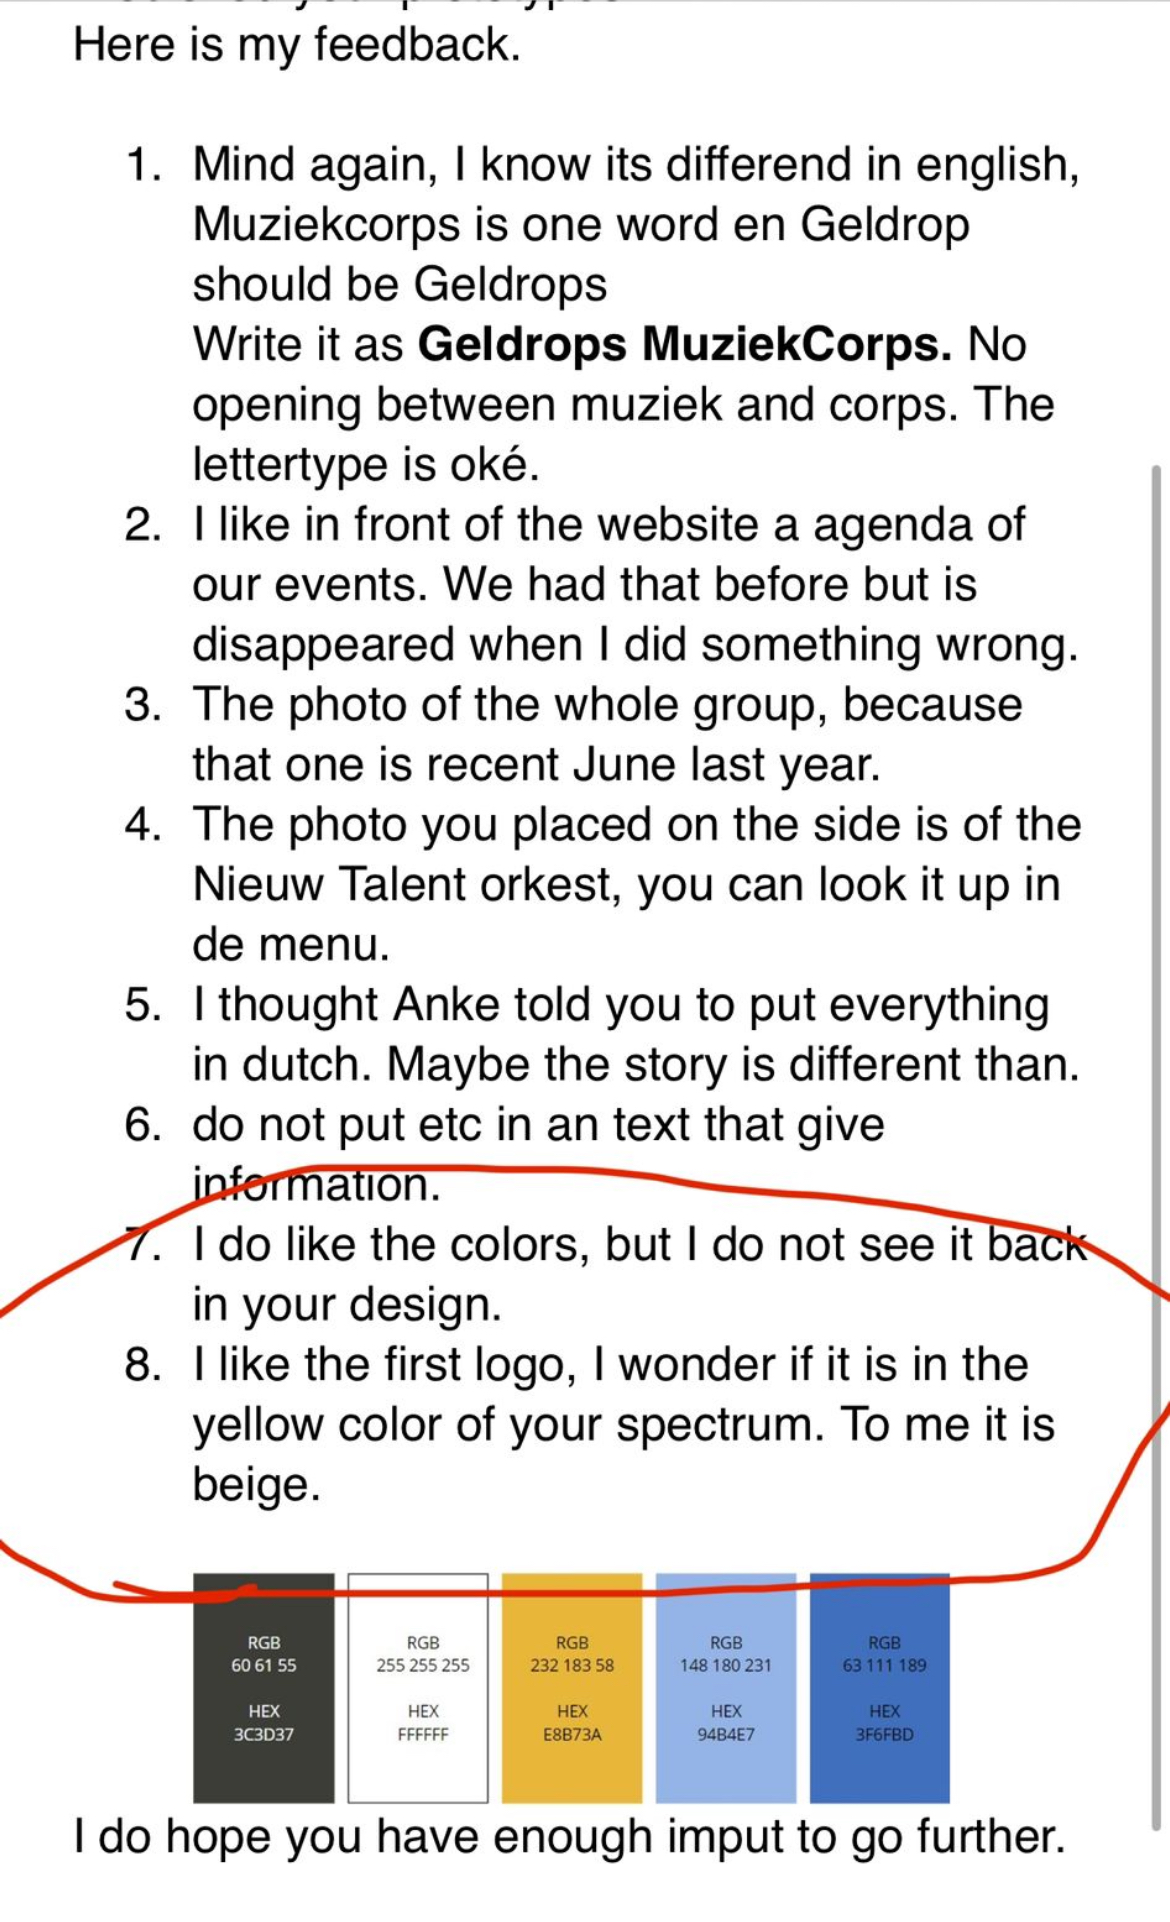 Here is my feedback.
1. Mind again, I know its differend in english,
Muziekcorps is one word en Geldrop
should be Geldrops
Write it as Geldrops MuziekCorps. No
opening between muziek and corps. The
lettertype is oké.
2. I like in front of the website a agenda of
our events. We had that before but is
disappeared when I did something wrong.
3. The photo of the whole group, because
that one is recent June last year.
4. The photo you placed on the side is of the
Nieuw Talent orkest, you can look it up in
de menu.
5. I thought Anke told you to put everything
in dutch. Maybe the story is different than.
6. do not put etc in an text that give
information.
7. I do like the colors, but I do not see it back
in your design.
8. I like the first logo, I wonder if it is in the
yellow color of your spectrum. To me it is
beige.
RGB RGB RGB RGB RGB
60 61 55 255 255 255 232 183 58 148 180 231 63 111 189
HEX HEX HEX HEX HEX
3C3D37 FFFFFF E8B73A 94B4E7 3F6FBD
I do hope you have enough imput to go further.